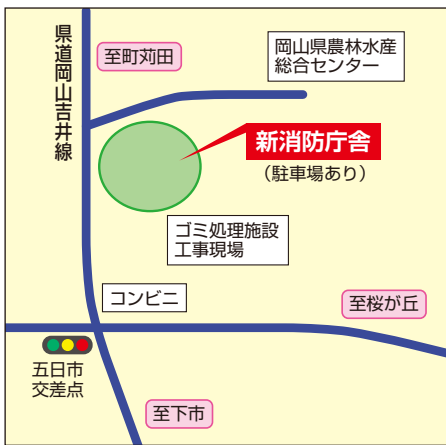 県道岡山吉井線
至町苅田
岡山県農林水産
総合センター
新消防庁舎
（駐車場あり）
ゴミ処理施設
工事現場
コンビニ
至桜が丘
五日市
交差点
至下市